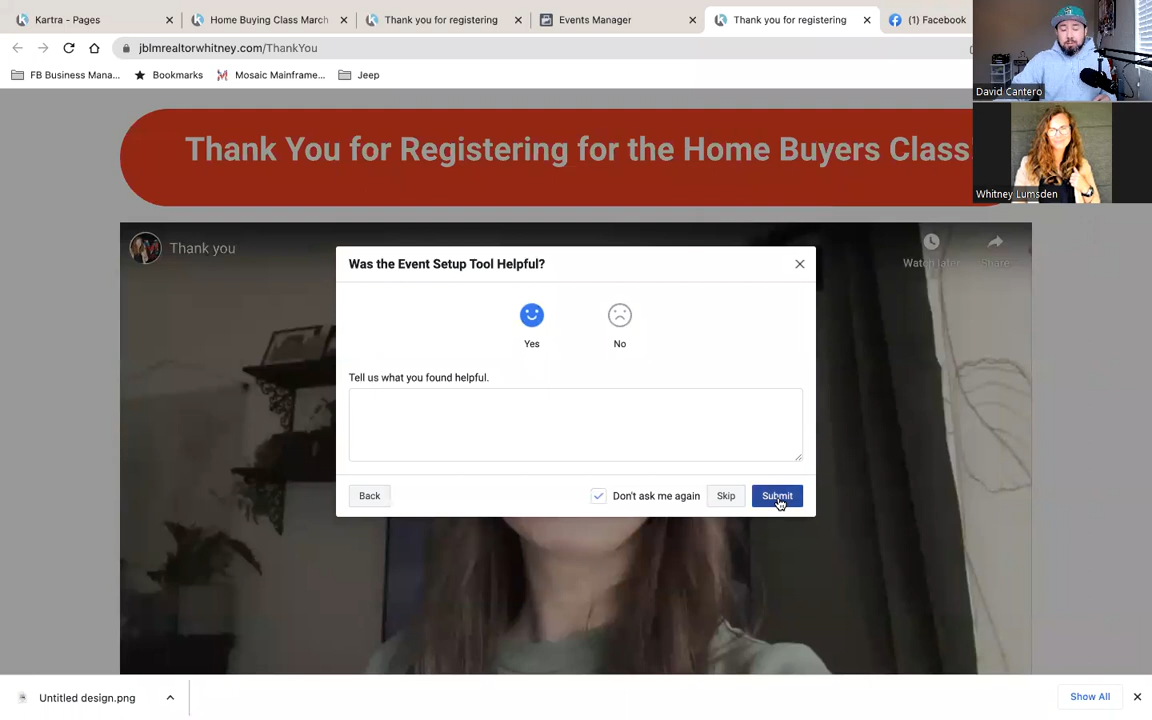 Kartra - Pages
Home Buying Class March
Thank you for registering
Events Manager
Thank you for registering
(1) Facebook
jblmrealtorwhitney.com/ThankYou
FB Business Mana...
Bookmarks
Mosaic Mainframe...
Jeep
David Cantero
Whitney Lumsden
Thank You for Registering for the Home Buyers Class
Thank you
Watch later
Share
Was the Event Setup Tool Helpful?
Yes
No
Tell us what you found helpful.
Back
Don't ask me again
Skip
Submit
Untitled design.png
Show All